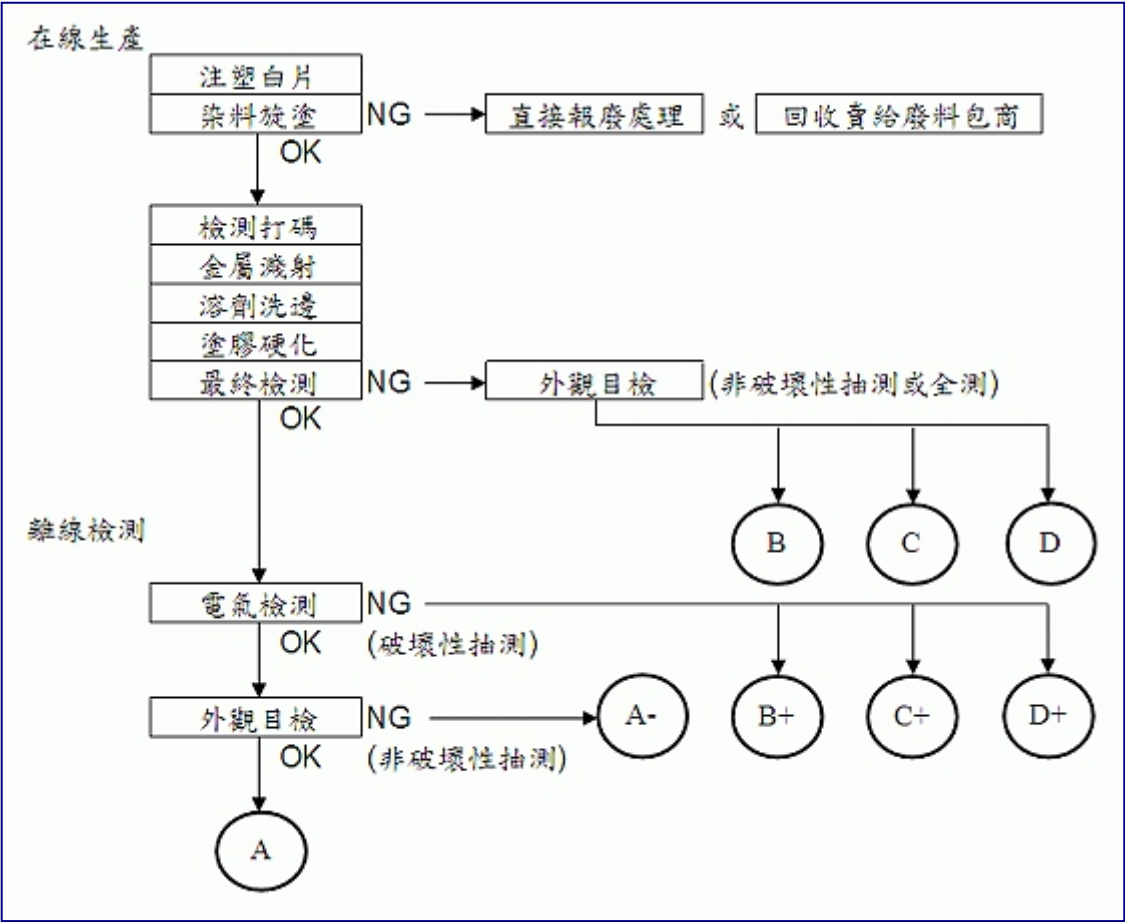 在線生產
注塑白片
染料旋塗
NG
直接報廢處理 或 回收賣給廢料包商
OK
檢測打碼
金屬濺射
溶劑洗邊
塗膠硬化
最終檢測
NG
外觀目檢 (非破壞性抽測或全測)
OK
B C D
離線檢測
電氣檢測
NG
OK
(破壞性抽測)
A- B+ C+ D+
外觀目檢
NG
OK
(非破壞性抽測)
A